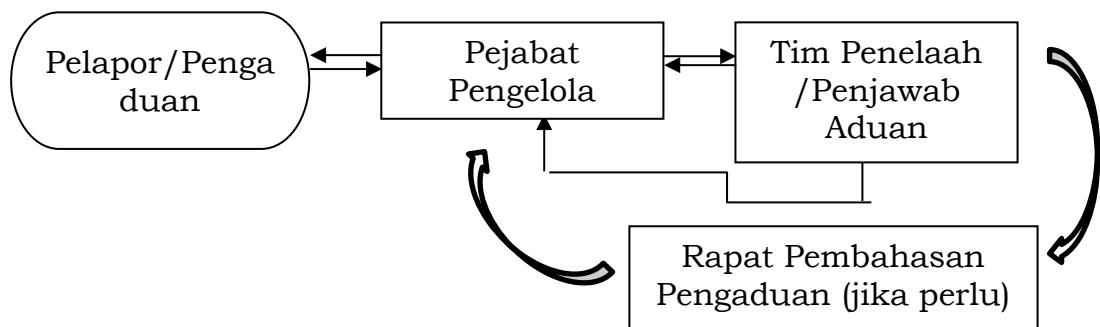 Pelapor/Penga
duan
Pejabat
Pengelola
Tim Penelaah
/Penjawab
Aduan
Rapat Pembahasan
Pengaduan (jika perlu)